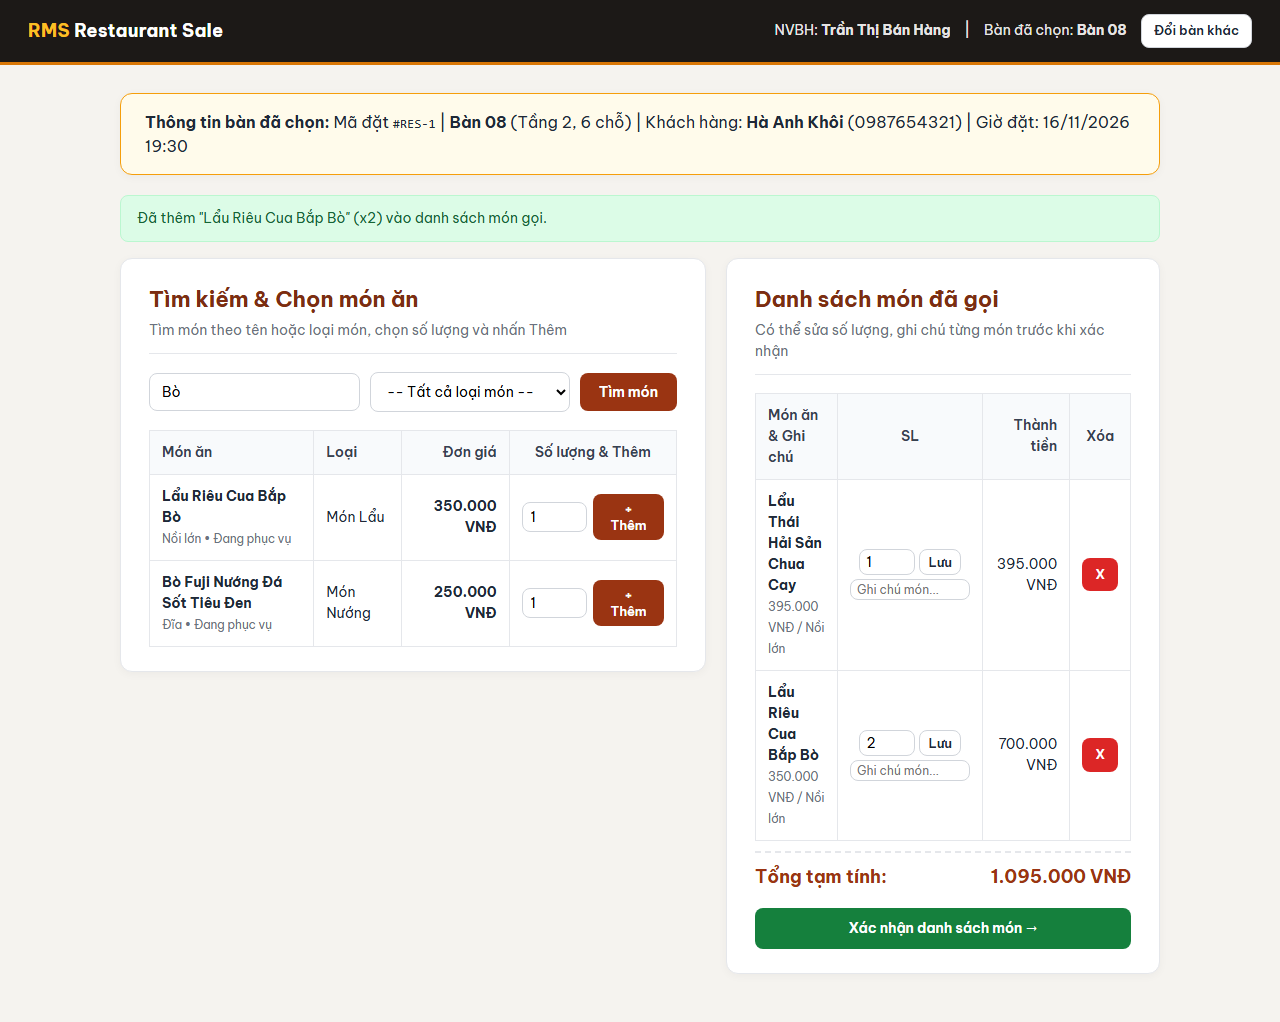 RMS Restaurant Sale
NVBH: Trần Thị Bán Hàng | Bàn đã chọn: Bàn 08
Đổi bàn khác
Thông tin bàn đã chọn: Mã đặt #RES-1 | Bàn 08 (Tầng 2, 6 chỗ) | Khách hàng: Hà Anh Khôi (0987654321) | Giờ đặt: 16/11/2026
19:30
Đã thêm "Lẩu Riêu Cua Bắp Bò" (x2) vào danh sách món gọi.
Tìm kiếm & Chọn món ăn
Tìm món theo tên hoặc loại món, chọn số lượng và nhấn Thêm
Bò
-- Tất cả loại món --
Tìm món
Món ăn
Loại
Đơn giá
Số lượng & Thêm
Lẩu Riêu Cua Bắp
Bò
Nồi lớn • Đang phục vụ
Món Lẩu
350.000
VNĐ
1
+
Thêm
Bò Fuji Nướng Đá
Sốt Tiêu Đen
Đĩa • Đang phục vụ
Món
Nướng
250.000
VNĐ
1
+
Thêm
Danh sách món đã gọi
Có thể sửa số lượng, ghi chú từng món trước khi xác
nhận
Món ăn
& Ghi
chú
SL
Thành
tiền
Xóa
Lẩu
Thái
Hải Sản
Chua
Cay
395.000
VNĐ / Nồi
lớn
1
Lưu
Ghi chú món...
395.000
VNĐ
X
Lẩu
Riêu
Cua
Bắp Bò
350.000
VNĐ / Nồi
lớn
2
Lưu
Ghi chú món...
700.000
VNĐ
X
Tổng tạm tính:
1.095.000 VNĐ
Xác nhận danh sách món →